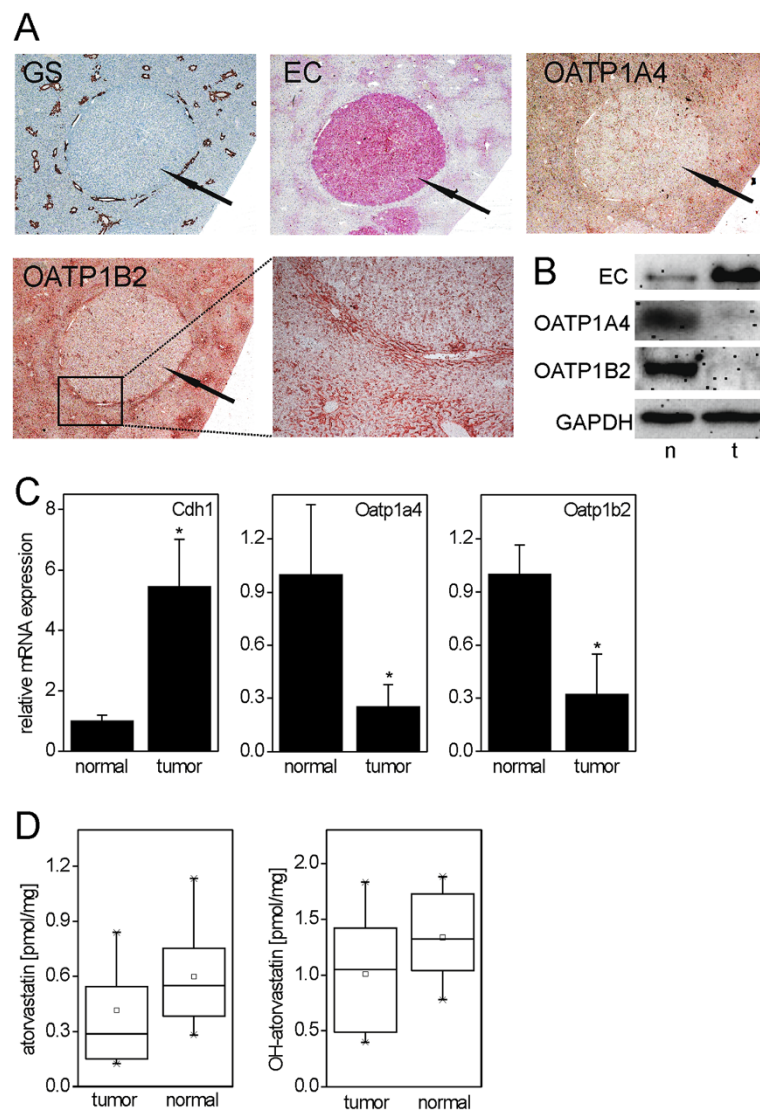 A
GS
EC
OATP1A4
OATP1B2
B
EC
OATP1A4
OATP1B2
GAPDH
n t
C
relative mRNA expression
8
6
4
2
0
Cdh1
*
normal tumor
1.2
0.9
0.6
0.3
0.0
Oatp1a4
*
normal tumor
1.2
0.9
0.6
0.3
0.0
Oatp1b2
*
normal tumor
D
atorvastatin [pmol/mg]
1.2
0.9
0.6
0.3
0.0
tumor normal
OH-atorvastatin [pmol/mg]
2.0
1.5
1.0
0.5
0.0
tumor normal